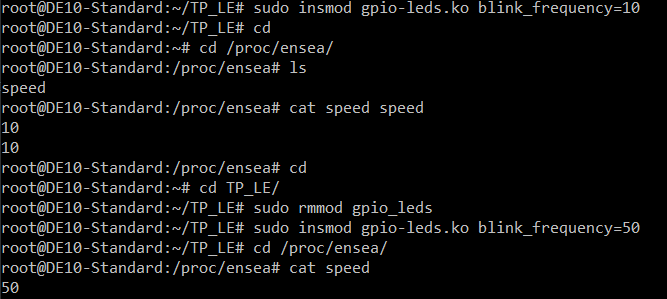 root@DE10-Standard:~/TP_LE# sudo insmod gpio-leds.ko blink_frequency=10
root@DE10-Standard:~/TP_LE# cd
root@DE10-Standard:~# cd /proc/ensea/
root@DE10-Standard:/proc/ensea# ls
speed
root@DE10-Standard:/proc/ensea# cat speed speed
10
10
root@DE10-Standard:/proc/ensea# cd
root@DE10-Standard:~# cd TP_LE/
root@DE10-Standard:~/TP_LE# sudo rmmod gpio_leds
root@DE10-Standard:~/TP_LE# sudo insmod gpio-leds.ko blink_frequency=50
root@DE10-Standard:~/TP_LE# cd /proc/ensea/
root@DE10-Standard:/proc/ensea# cat speed
50